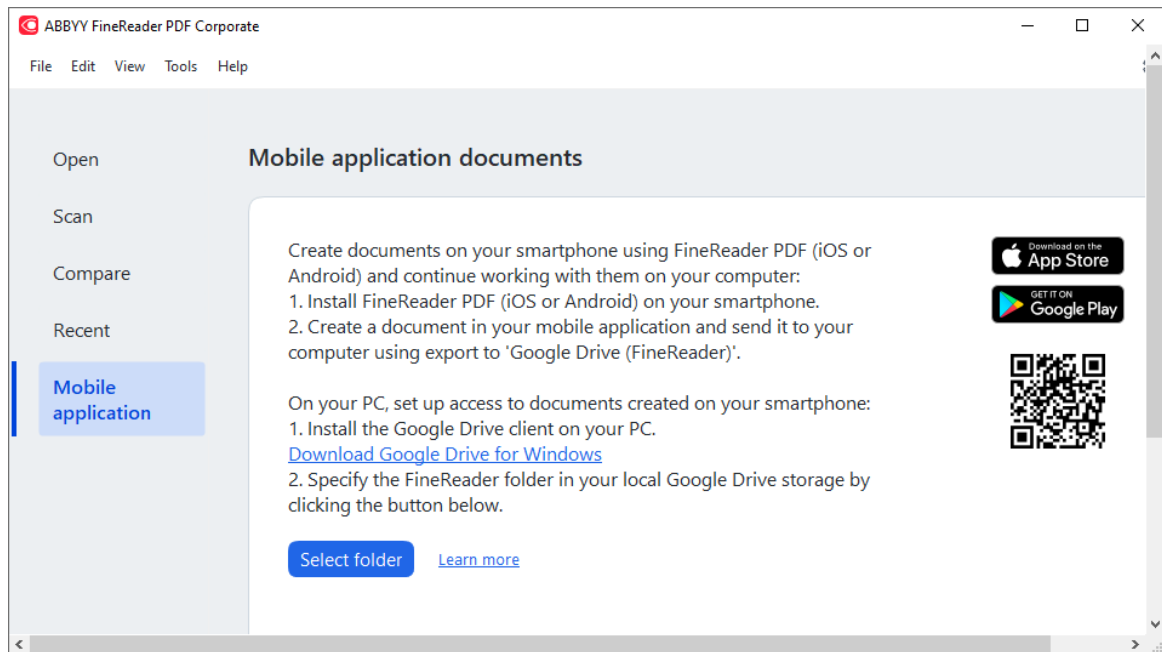 ABBYY FineReader PDF Corporate
File Edit View Tools Help
Open
Scan
Compare
Recent
Mobile
application
Mobile application documents
Create documents on your smartphone using FineReader PDF (iOS or
Android) and continue working with them on your computer:
1. Install FineReader PDF (iOS or Android) on your smartphone.
2. Create a document in your mobile application and send it to your
computer using export to 'Google Drive (FineReader)'.
On your PC, set up access to documents created on your smartphone:
1. Install the Google Drive client on your PC.
Download Google Drive for Windows
2. Specify the FineReader folder in your local Google Drive storage by
clicking the button below.
Select folder Learn more
Download on the
App Store
GET IT ON
Google Play